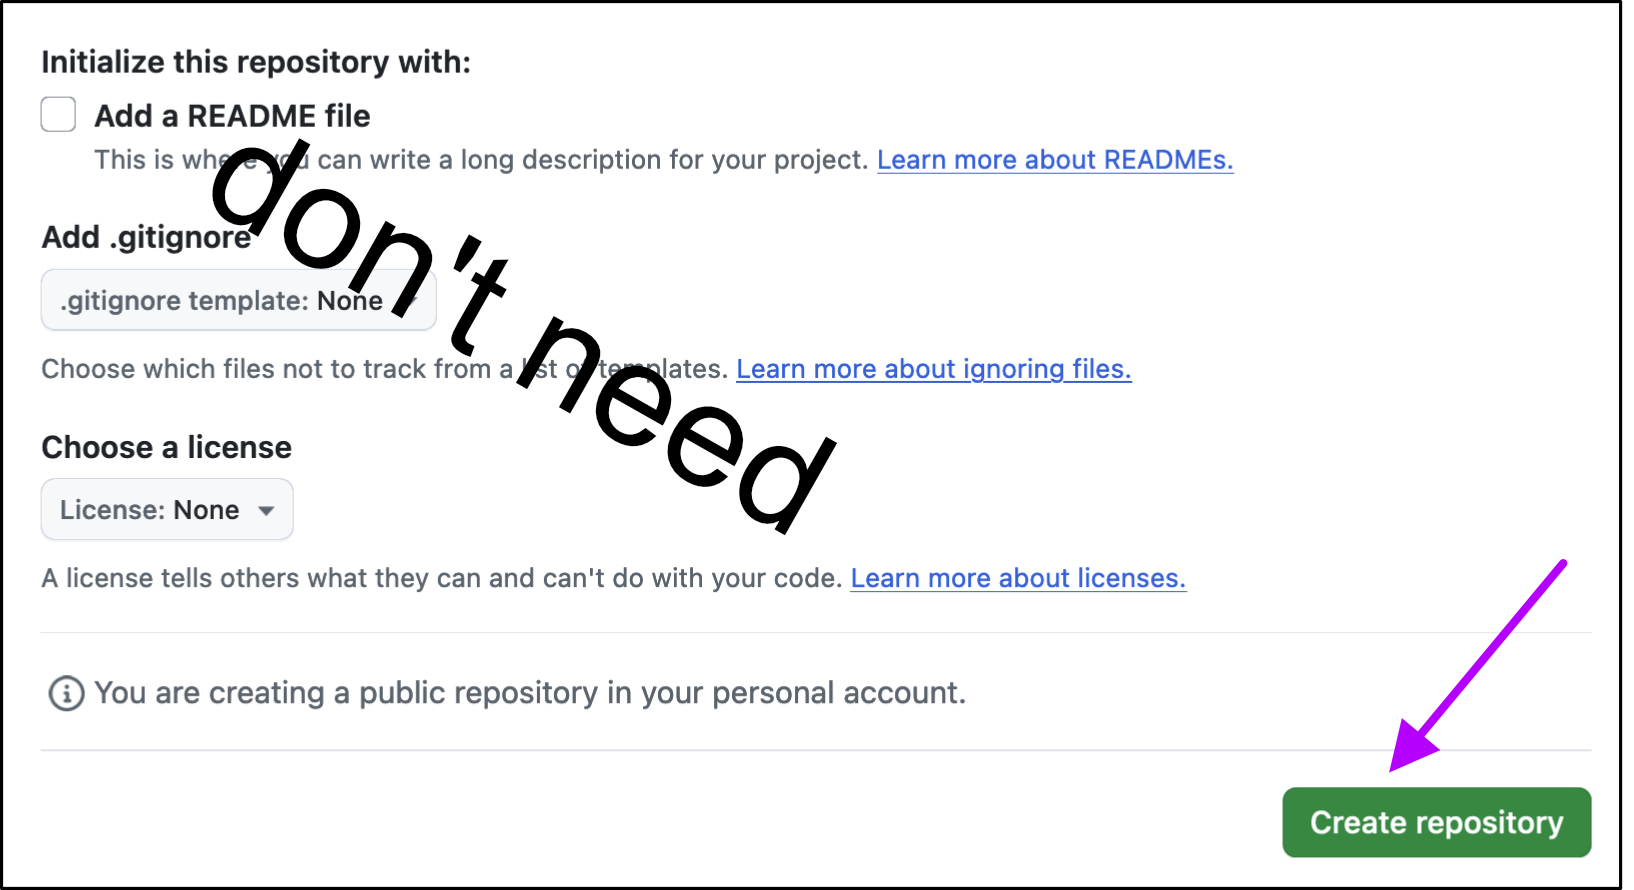 Initialize this repository with:
Add a README file
This is where you can write a long description for your project. Learn more about READMEs.
Add .gitignore
.gitignore template: None
Choose which files not to track from a list of templates. Learn more about ignoring files.
don't need
Choose a license
License: None
A license tells others what they can and can't do with your code. Learn more about licenses.
You are creating a public repository in your personal account.
Create repository